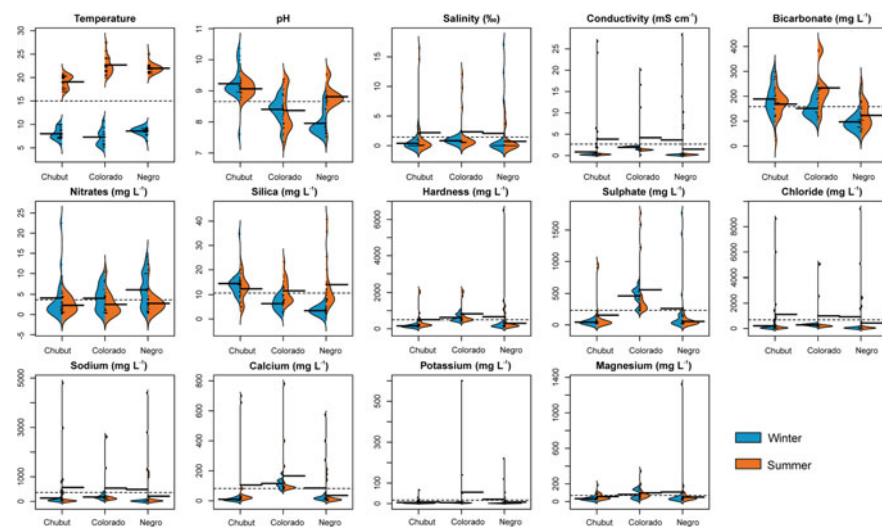 Temperature
pH
Salinity (‰)
Conductivity (mS cm⁻¹)
Bicarbonate (mg L⁻¹)
30
25
20
15
10
5
11
10
9
8
7
15
10
5
0
25
20
15
10
5
0
400
300
200
100
0
Chubut Colorado Negro
Chubut Colorado Negro
Chubut Colorado Negro
Chubut Colorado Negro
Chubut Colorado Negro
Nitrates (mg L⁻¹)
Silica (mg L⁻¹)
Hardness (mg L⁻¹)
Sulphate (mg L⁻¹)
Chloride (mg L⁻¹)
25
20
15
10
5
0
-5
40
30
20
10
0
6000
4000
2000
0
1500
1000
500
0
8000
6000
4000
2000
0
Chubut Colorado Negro
Chubut Colorado Negro
Chubut Colorado Negro
Chubut Colorado Negro
Chubut Colorado Negro
Sodium (mg L⁻¹)
Calcium (mg L⁻¹)
Potassium (mg L⁻¹)
Magnesium (mg L⁻¹)
5000
3000
2000
1000
0
800
600
400
200
0
600
400
200
0
1400
1000
600
200
0
Winter
Summer
Chubut Colorado Negro
Chubut Colorado Negro
Chubut Colorado Negro
Chubut Colorado Negro